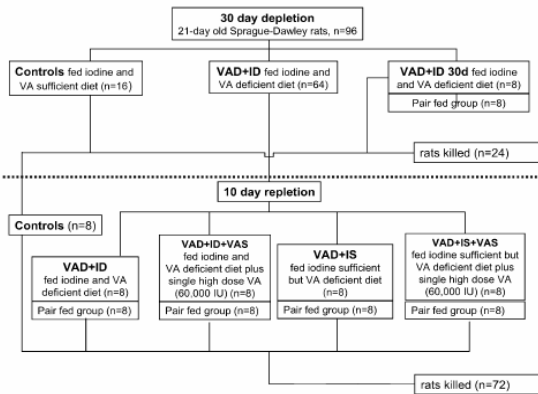 30 day depletion
21-day old Sprague-Dawley rats, n=96
Controls fed iodine and
VA sufficient diet (n=16)
VAD+ID fed iodine and
VA deficient diet (n=64)
VAD+ID 30d fed iodine
and VA deficient diet (n=8)
Pair fed group (n=8)
rats killed (n=24)
10 day repletion
Controls (n=8)
VAD+ID
fed iodine and VA
deficient diet (n=8)
Pair fed group (n=8)
VAD+ID+VAS
fed iodine and
VA deficient diet plus
single high dose VA
(60,000 IU) (n=8)
Pair fed group (n=8)
VAD+IS
fed iodine sufficient
but VA deficient diet
(n=8)
Pair fed group (n=8)
VAD+IS+VAS
fed iodine sufficient but
VA deficient diet plus
single high dose VA
(60,000 IU) (n=8)
Pair fed group (n=8)
rats killed (n=72)